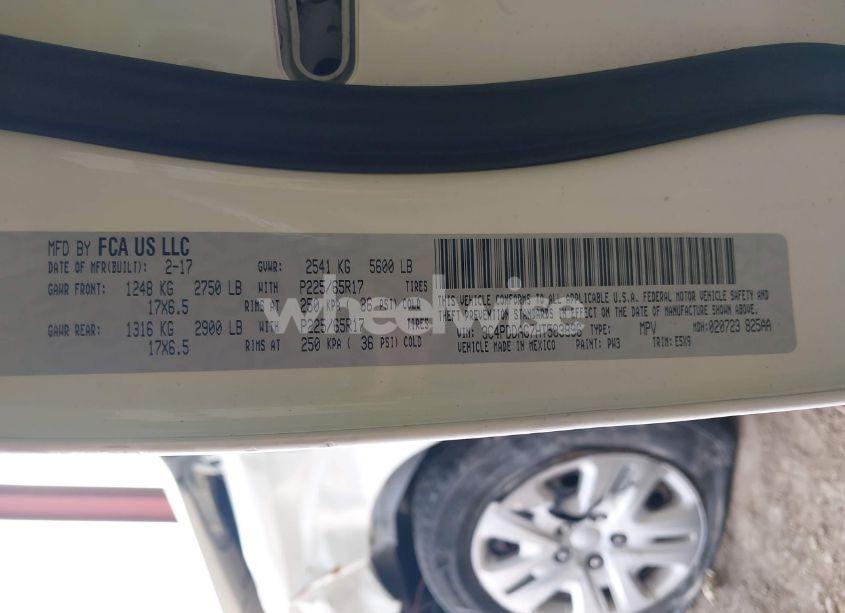 MFD BY FCA US LLC
DATE OF MFR(BUILT): 2-17 GVWR: 2541 KG 5600 LB
GAWR FRONT: 1248 KG 2750 LB WITH P225/65R17 TIRES
17X6.5 RIMS AT 250 KPA( 36 PSI) COLD
GAWR REAR: 1316 KG 2900 LB WITH P225/65R17 TIRES
17X6.5 RIMS AT 250 KPA ( 36 PSI) COLD
THIS VEHICLE CONFORMS TO ALL APPLICABLE U.S.A. FEDERAL MOTOR VEHICLE SAFETY AND
THEFT PREVENTION STANDARDS IN EFFECT ON THE DATE OF MANUFACTURE SHOWN ABOVE.
VIN: TYPE: MPV MDH: 020723 825AA
VEHICLE MADE IN MEXICO PAINT: PW3 TRIM: E5X9